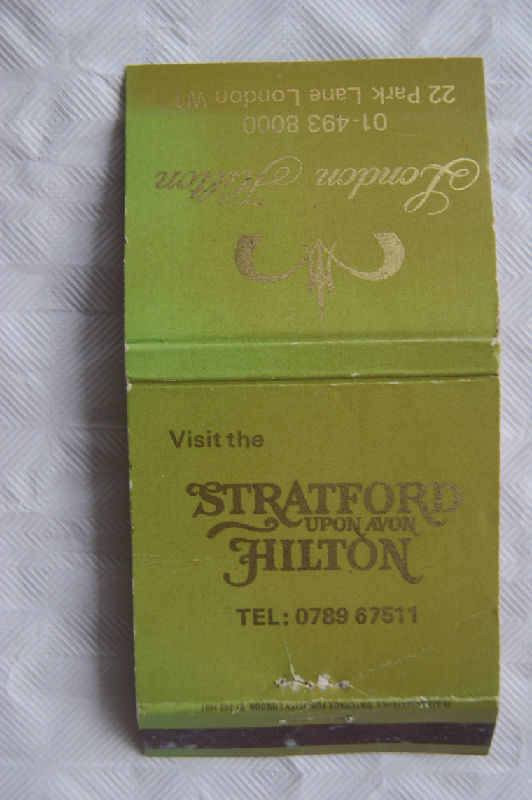 22 Park Lane London W1
01-493 8000
London Hilton
Visit the
STRATFORD
UPON AVON
HILTON
TEL: 0789 67511